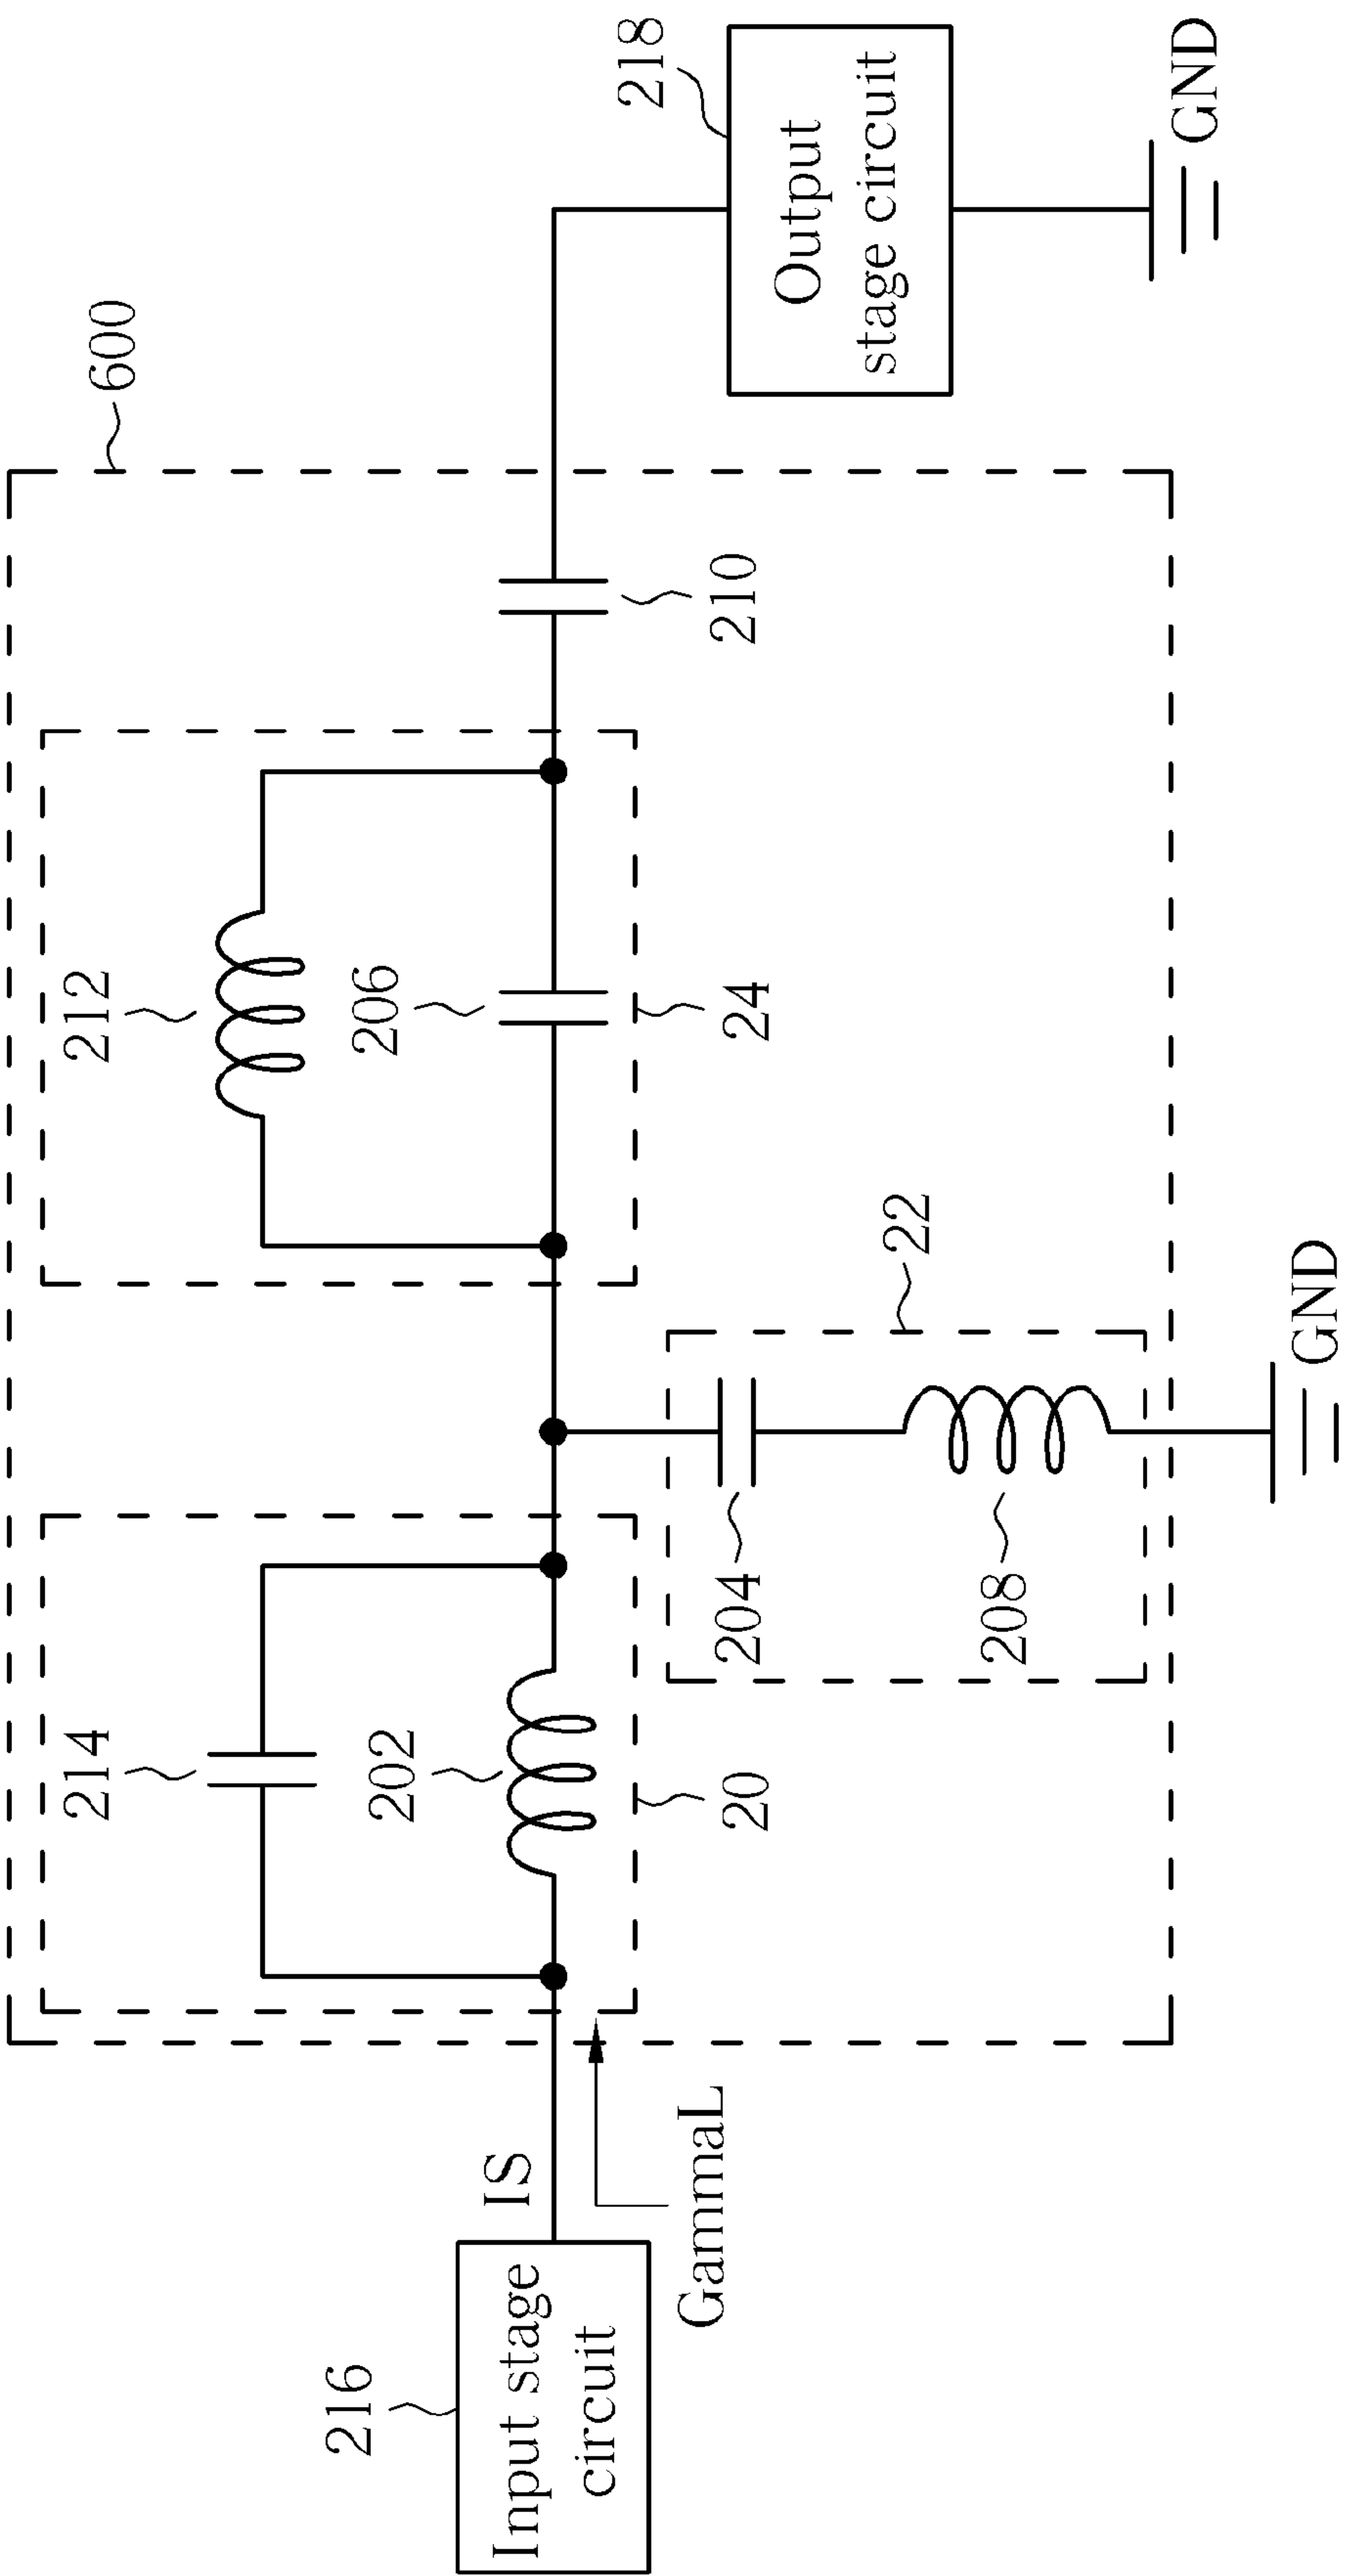 600
214
202
20
212
206
24
210
218
Output
stage circuit
GND
216
Input stage
circuit
IS
GammaL
204
208
22
GND